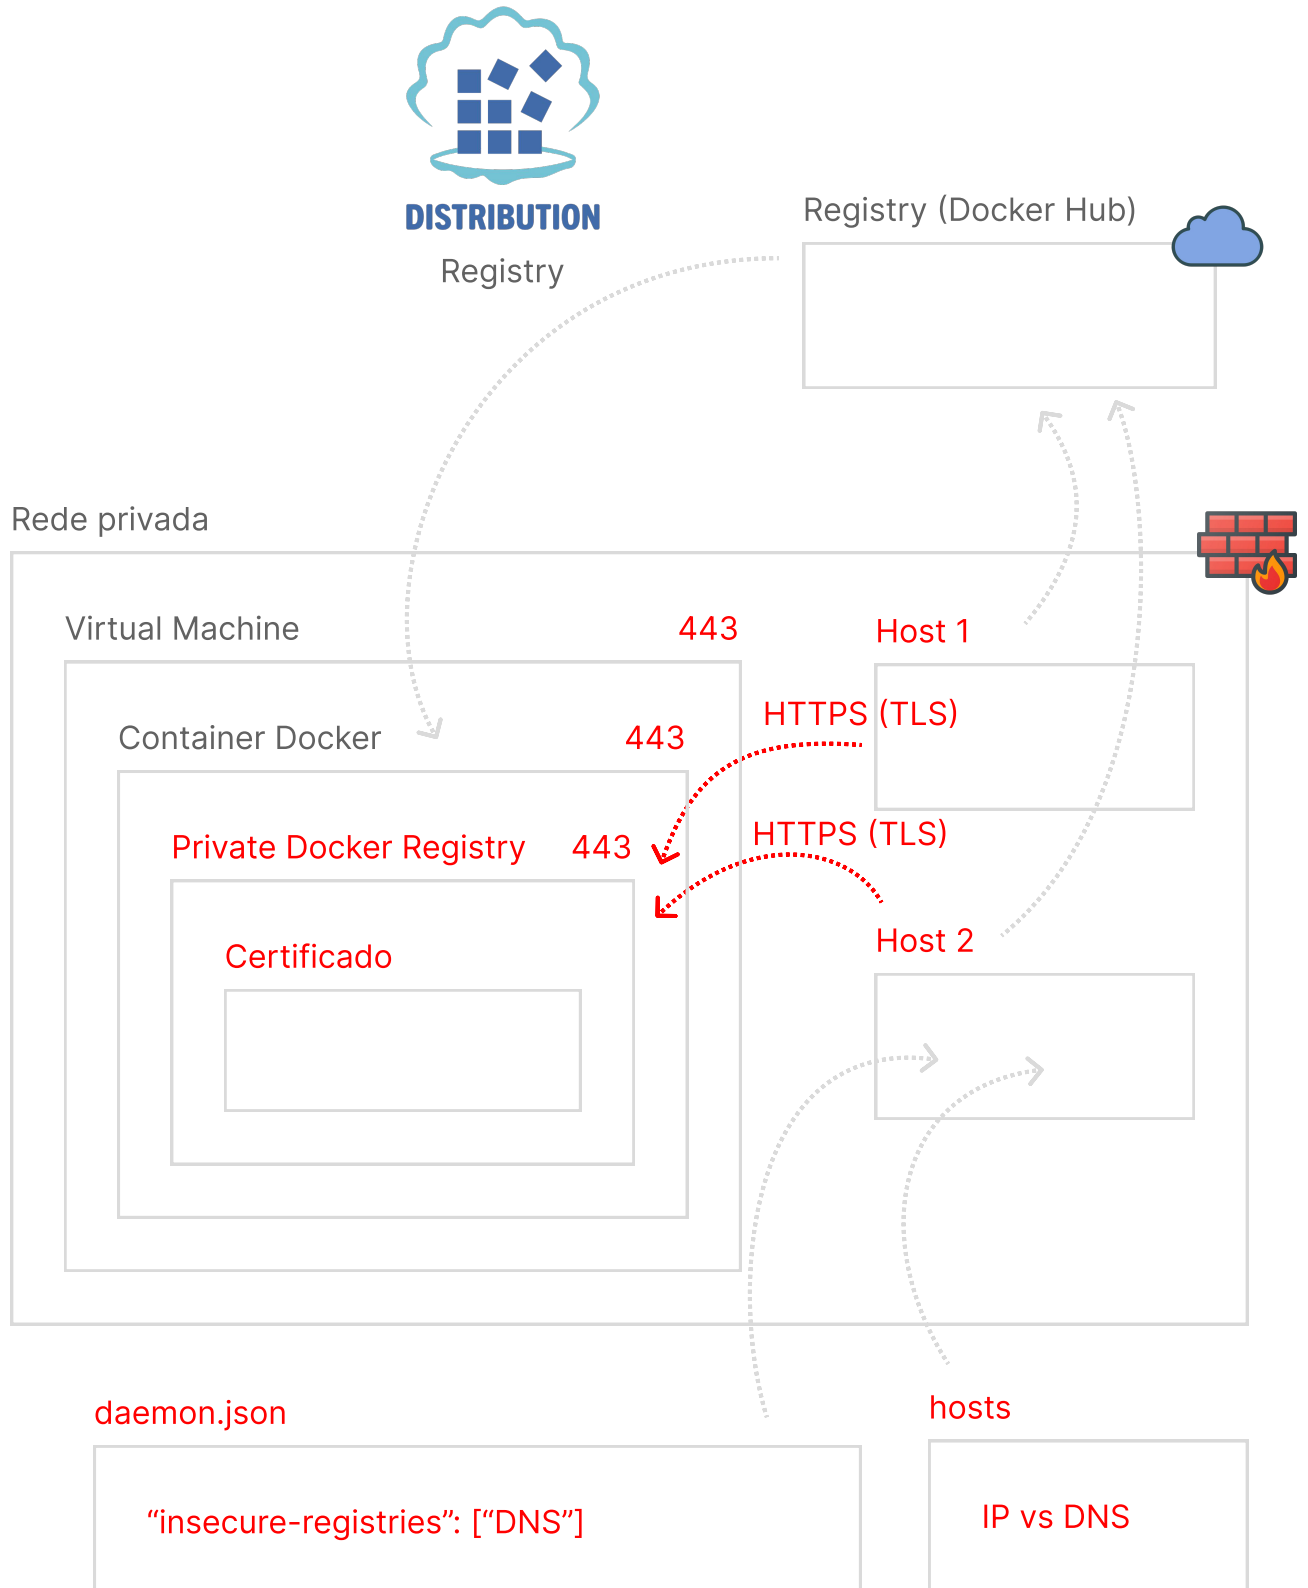 DISTRIBUTION
Registry
Registry (Docker Hub)
Rede privada
Virtual Machine
443
Host 1
HTTPS (TLS)
Container Docker
443
HTTPS (TLS)
Private Docker Registry
443
Host 2
Certificado
daemon.json
hosts
“insecure-registries”: [“DNS”]
IP vs DNS